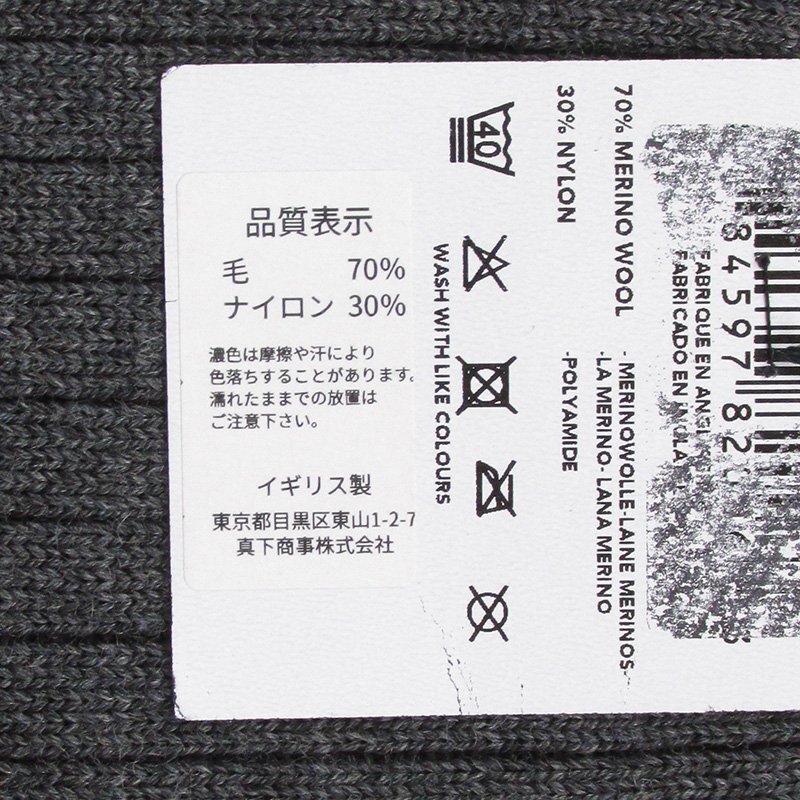 品質表示
毛 70%
ナイロン 30%
濃色は摩擦や汗により
色落ちすることがあります。
濡れたままでの放置は
ご注意下さい。
イギリス製
東京都目黒区東山1-2-7
真下商事株式会社
70% MERINO WOOL - MERINOWOLLE-LAINE MERINOS-
-LA MERINO- LANA MERINO
30% NYLON -POLYAMIDE
40
WASH WITH LIKE COLOURS
FABRIQUE EN
FABRICADO EN
8459782